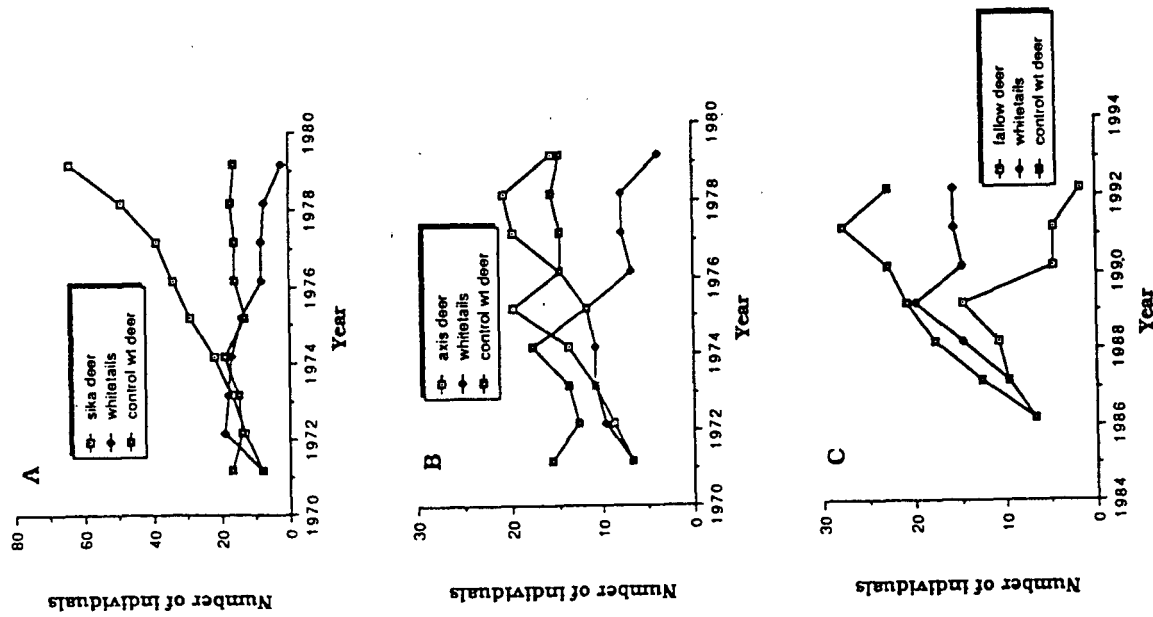 A
80
60
40
20
0
Number of individuals
1970
1972
1974
1976
1978
1980
Year
sika deer
whitetails
control wt deer
B
20
10
0
Number of individuals
1970
1972
1974
1976
1978
1980
Year
axis deer
whitetails
control wt deer
C
30
20
10
0
Number of individuals
1984
1986
1988
1990
1992
1994
Year
fallow deer
whitetails
control wt deer